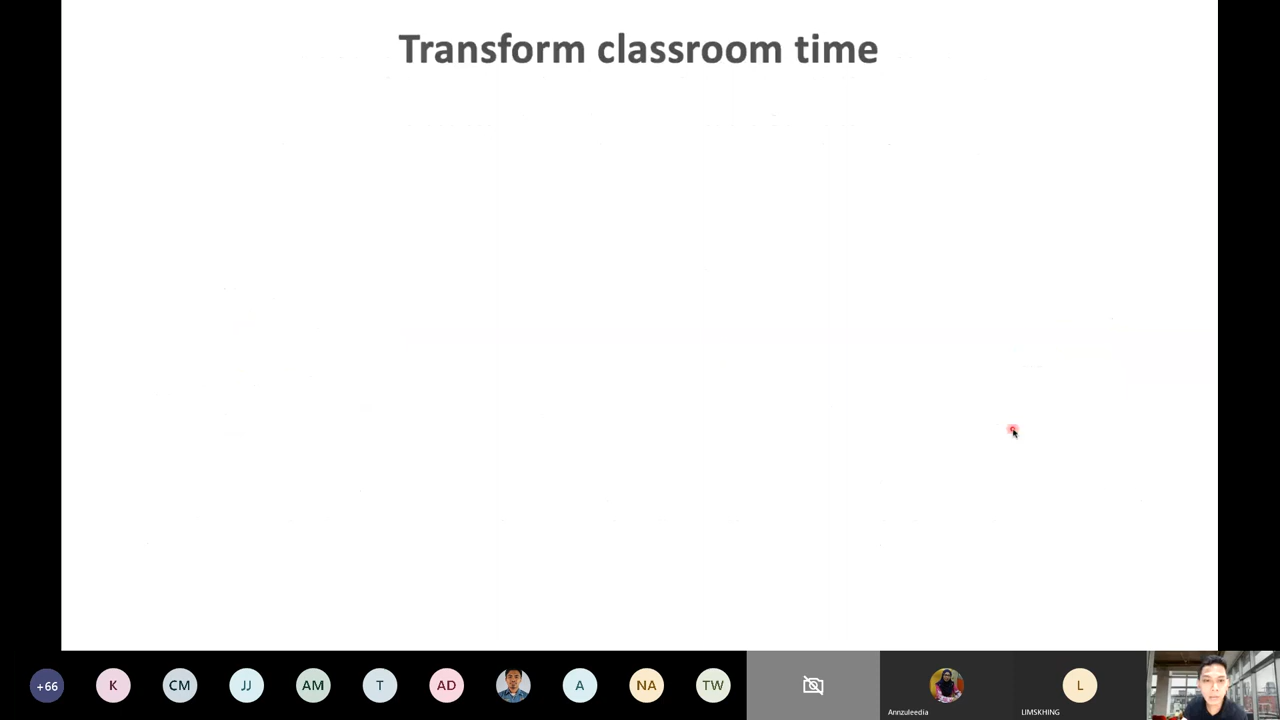 Transform classroom time
+66
K
CM
JJ
AM
T
AD
A
NA
TW
L
Annzuleedia
LIMSKHING